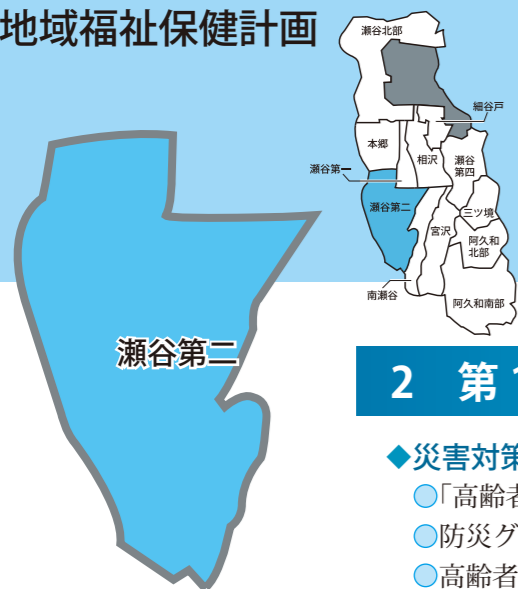 地域福祉保健計画
瀬谷北部
細谷戸
本郷
相沢
瀬谷
第四
瀬谷第一
瀬谷第二
三ツ境
宮沢
阿久和
北部
南瀬谷
阿久和南部
瀬谷第二
2 第1
◆災害対策
○「高齢者
○防災グ
○高齢者